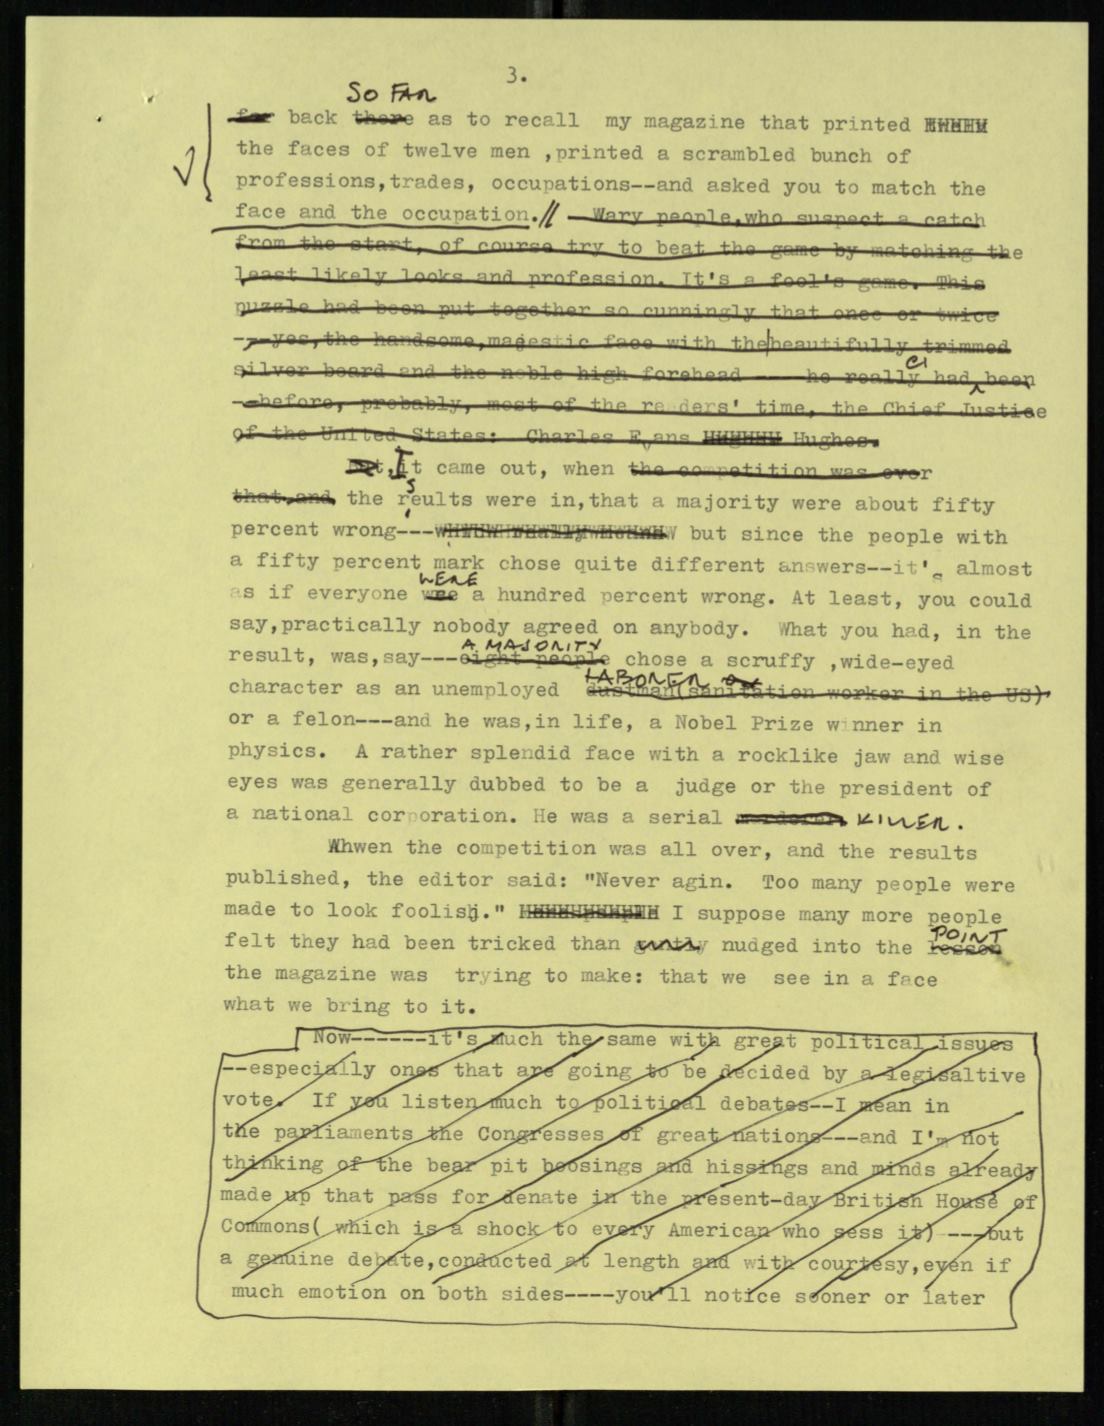 3.
SO FAR
far back there as to recall my magazine that printed
the faces of twelve men ,printed a scrambled bunch of
professions,trades, occupations--and asked you to match the
face and the occupation.// Wary people,who suspect a catch
from the start, of course try to beat the game by matching the
least likely looks and profession. It's a fool's game. This
puzzle had been put together so cunningly that once or twice
--yes,the handsome,majestic face with the beautifully trimmed
silver beard and the noble high forehead --- he really had been
--before, probably, most of the readers' time, the Chief Justice
of the United States: Charles Evans Hughes.
But, It came out, when the competition was over
that,and the reults were in,that a majority were about fifty
percent wrong--- but since the people with
a fifty percent mark chose quite different answers--it's almost
WERE
as if everyone was a hundred percent wrong. At least, you could
say,practically nobody agreed on anybody. What you had, in the
A MAJORITY
result, was,say---eight people chose a scruffy ,wide-eyed
LABORER
character as an unemployed dustman(sanitation worker in the US)
or a felon---and he was,in life, a Nobel Prize winner in
physics. A rather splendid face with a rocklike jaw and wise
eyes was generally dubbed to be a judge or the president of
a national corporation. He was a serial murderer KILLER.
Whwen the competition was all over, and the results
published, the editor said: "Never agin. Too many people were
made to look foolish." I suppose many more people
POINT
felt they had been tricked than gently nudged into the lesson
the magazine was trying to make: that we see in a face
what we bring to it.
Now------it's much the same with great political issues
--especially ones that are going to be decided by a legisaltive
vote. If you listen much to political debates--I mean in
the parliaments the Congresses of great nations---and I'm not
thinking of the bear pit boosings and hissings and minds already
made up that pass for denate in the present-day British House of
Commons( which is a shock to every American who sess it) ---but
a genuine debate,conducted at length and with courtesy,even if
much emotion on both sides----you'll notice sooner or later